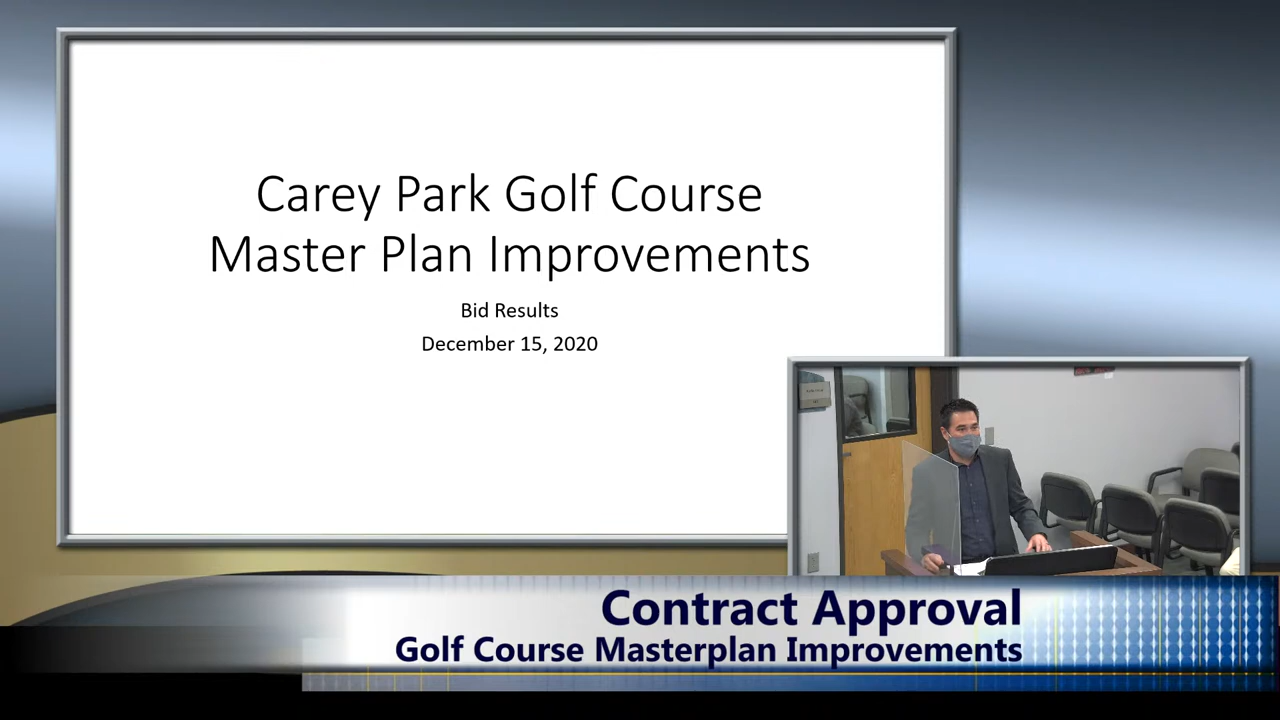 Carey Park Golf Course
Master Plan Improvements
Bid Results
December 15, 2020
Contract Approval
Golf Course Masterplan Improvements